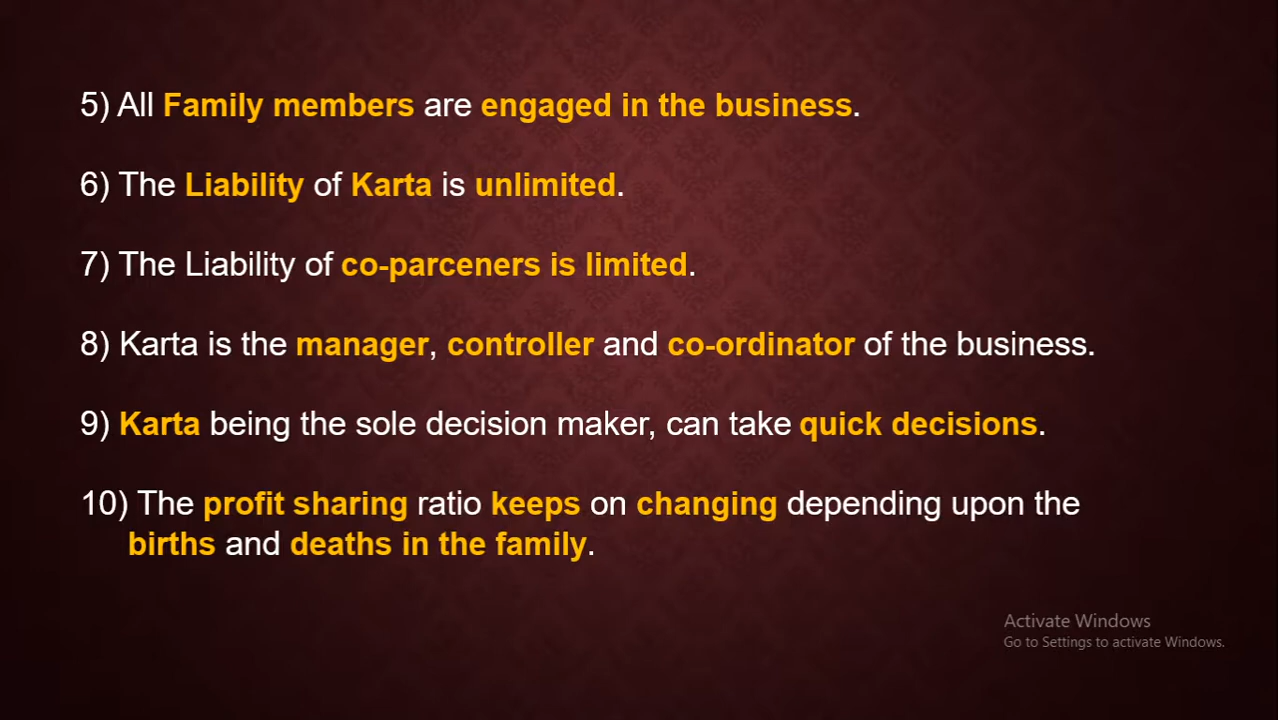 5) All Family members are engaged in the business.
6) The Liability of Karta is unlimited.
7) The Liability of co-parceners is limited.
8) Karta is the manager, controller and co-ordinator of the business.
9) Karta being the sole decision maker, can take quick decisions.
10) The profit sharing ratio keeps on changing depending upon the
births and deaths in the family.
Activate Windows
Go to Settings to activate Windows.